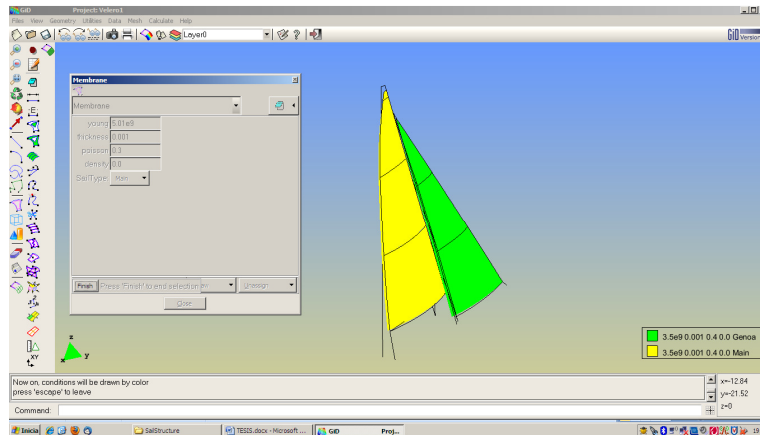 GiD Project: Velero1
Files View Geometry Utilities Data Mesh Calculate Help
Layer0
GiD Version
Membrane
Membrane
young 5.01e9
thickness 0.001
poisson 0.3
density 0.0
SailType Main
Finish Press 'Finish' to end selection Unassign
Close
z
x y
3.5e9 0.001 0.4 0.0 Genoa
3.5e9 0.001 0.4 0.0 Main
Now on, conditions will be drawn by color
press 'escape' to leave
x=-12.84
y=-21.52
z=0
Command:
Inicio SailStructure TESIS.docx - Microsoft ... GiD Proj... 19